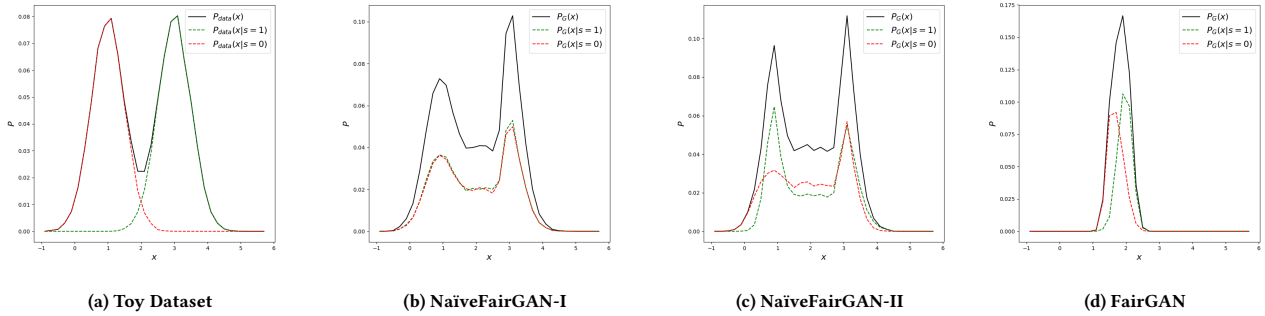 0.08
0.07
0.06
0.05
0.04
0.03
0.02
0.01
0.00
P
−1 0 1 2 3 4 5 6
x
P_data(x)
P_data(x|s = 1)
P_data(x|s = 0)
(a) Toy Dataset
0.10
0.08
0.06
0.04
0.02
0.00
P
−1 0 1 2 3 4 5 6
x
P_G(x)
P_G(x|s = 1)
P_G(x|s = 0)
(b) NaïveFairGAN-I
0.10
0.08
0.06
0.04
0.02
0.00
P
−1 0 1 2 3 4 5 6
x
P_G(x)
P_G(x|s = 1)
P_G(x|s = 0)
(c) NaïveFairGAN-II
0.175
0.150
0.125
0.100
0.075
0.050
0.025
0.000
P
−1 0 1 2 3 4 5 6
x
P_G(x)
P_G(x|s = 1)
P_G(x|s = 0)
(d) FairGAN